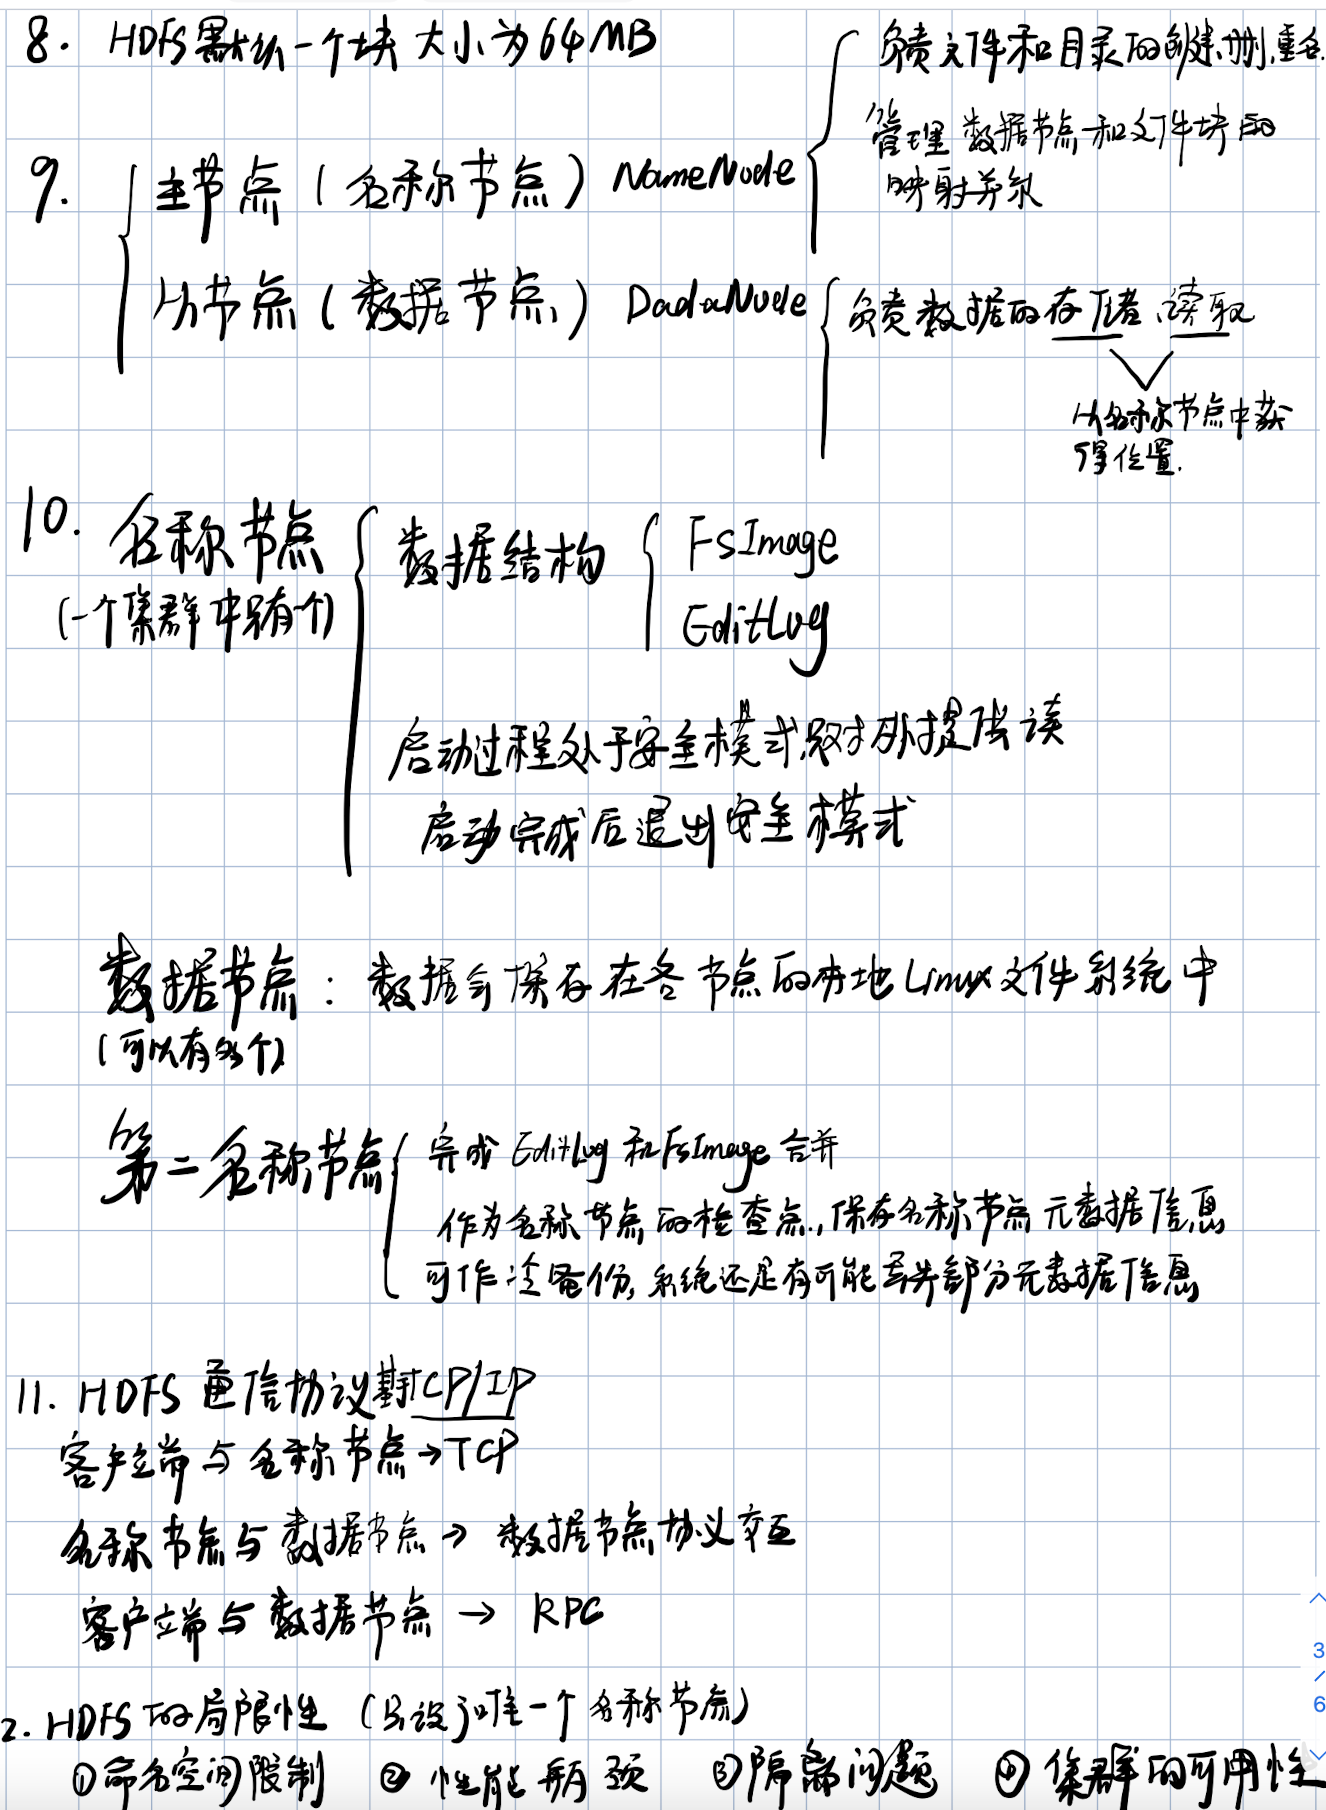 8. HDFS默认一个块大小为64MB
9.
主节点(名称节点) NameNode
负责文件和目录的创建、删、重名.
管理数据节点和文件块的
映射关系
从节点(数据节点) DadaNode
负责数据的存储、读取
从名称节点中获
得位置.
10. 名称节点
(一个集群中只有一个)
数据结构
FsImage
EditLog
启动过程处于安全模式,只对外提供读
启动完成后退出安全模式
数据节点: 数据会保存在各节点的本地Linux文件系统中
(可以有多个)
第二名称节点
完成EditLog和FsImage合并
作为名称节点的检查点,保存名称节点元数据信息
可作冷备份,系统还是有可能丢失部分元数据信息
11. HDFS通信协议基于TCP/IP
客户端与名称节点→TCP
名称节点与数据节点→数据节点协议交互
客户端与数据节点→RPC
2. HDFS的局限性(只设了唯一个名称节点)
①命名空间限制 ②性能瓶颈 ③隔离问题 ④集群的可用性
3
/
6